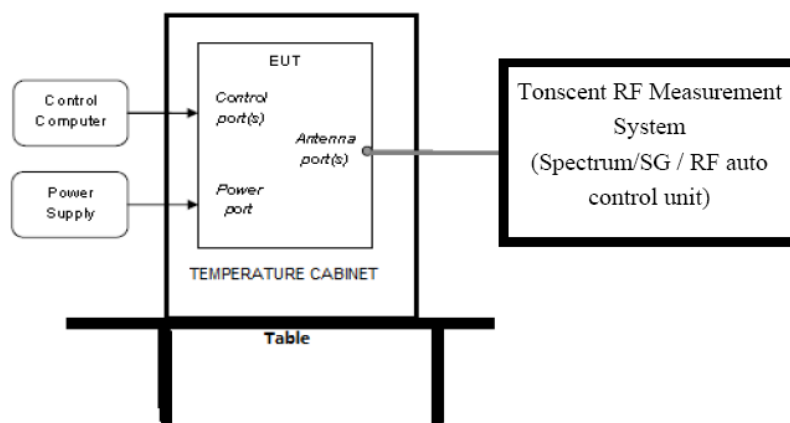 EUT
Control
Computer
Control
port(s)
Antenna
port(s)
Power
Supply
Power
port
TEMPERATURE CABINET
Table
Tonscent RF Measurement
System
(Spectrum/SG / RF auto
control unit)